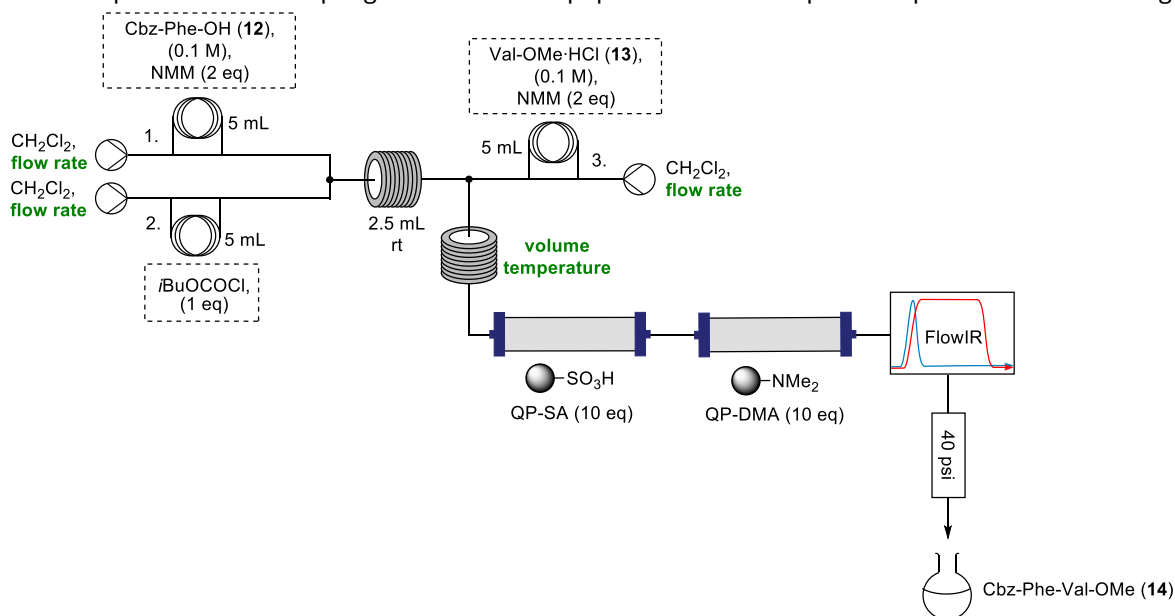 Cbz-Phe-OH (12),
(0.1 M),
NMM (2 eq)
Val-OMe·HCl (13),
(0.1 M),
NMM (2 eq)
5 mL
1.
CH2Cl2,
flow rate
5 mL
3.
CH2Cl2,
flow rate
CH2Cl2,
flow rate
2.
5 mL
2.5 mL
rt
volume
temperature
iBuOCOCl,
(1 eq)
FlowIR
SO3H
NMe2
QP-SA (10 eq)
QP-DMA (10 eq)
40 psi
Cbz-Phe-Val-OMe (14)